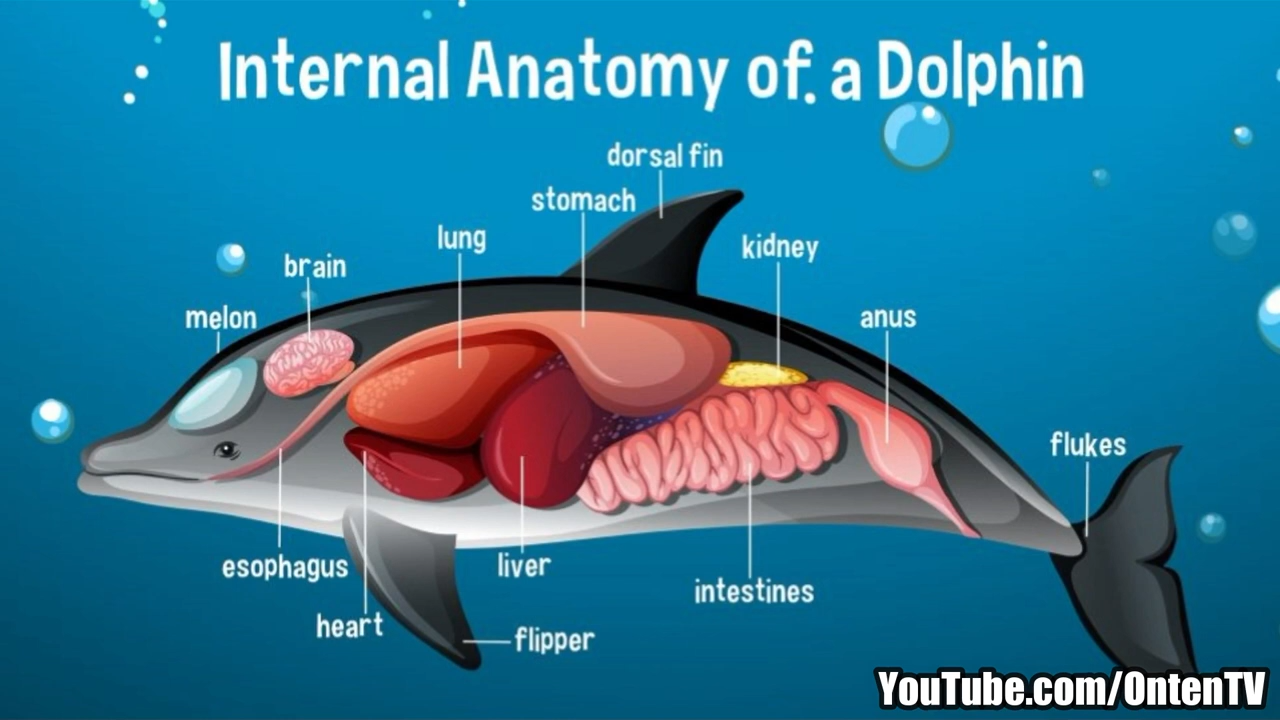 Internal Anatomy of. a Dolphin
dorsal fin
stomach
lung
kidney
brain
melon
anus
flukes
esophagus
liver
intestines
heart
flipper
YouTube.com/OntenTV